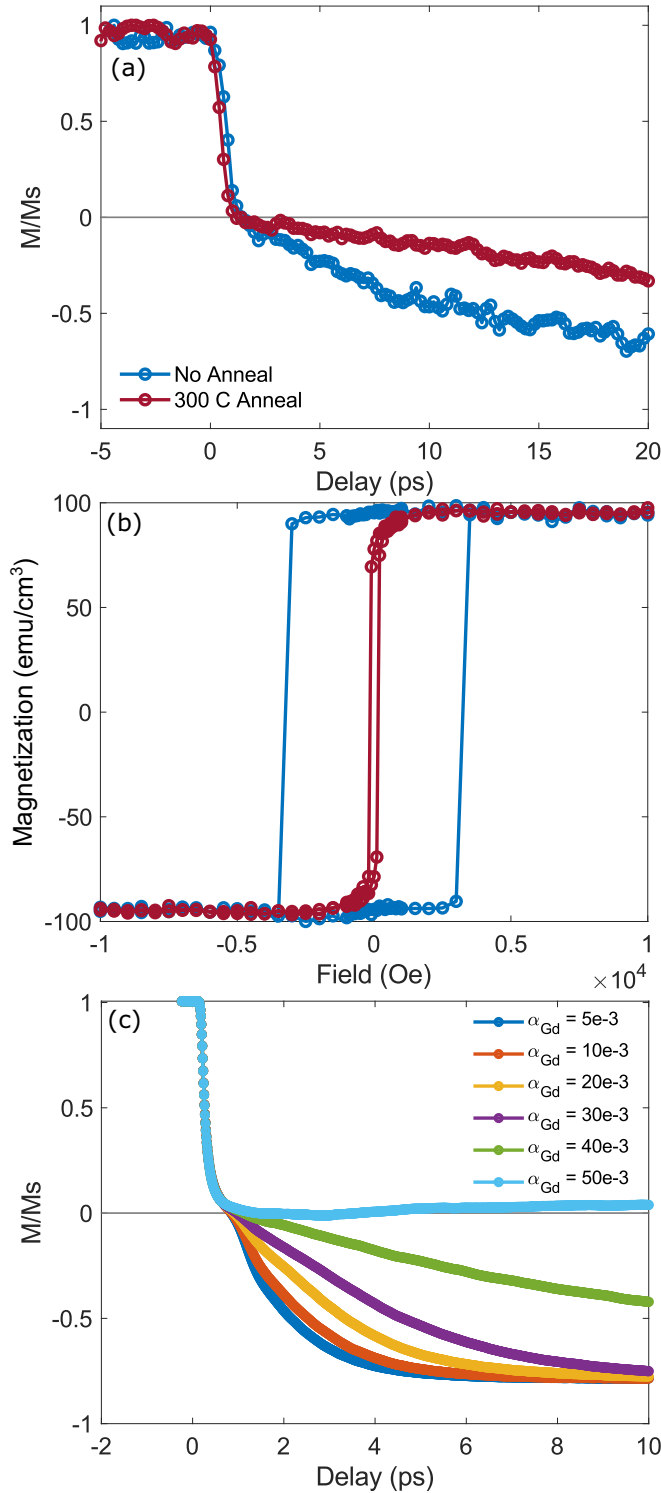 1
(a)
0.5
0
-0.5
-1
M/Ms
No Anneal
300 C Anneal
-5 0 5 10 15 20
Delay (ps)
100
(b)
50
0
-50
-100
Magnetization (emu/cm³)
-1 -0.5 0 0.5 1
Field (Oe) × 10⁴
1
(c)
0.5
0
-0.5
-1
M/Ms
α_Gd = 5e-3
α_Gd = 10e-3
α_Gd = 20e-3
α_Gd = 30e-3
α_Gd = 40e-3
α_Gd = 50e-3
-2 0 2 4 6 8 10
Delay (ps)